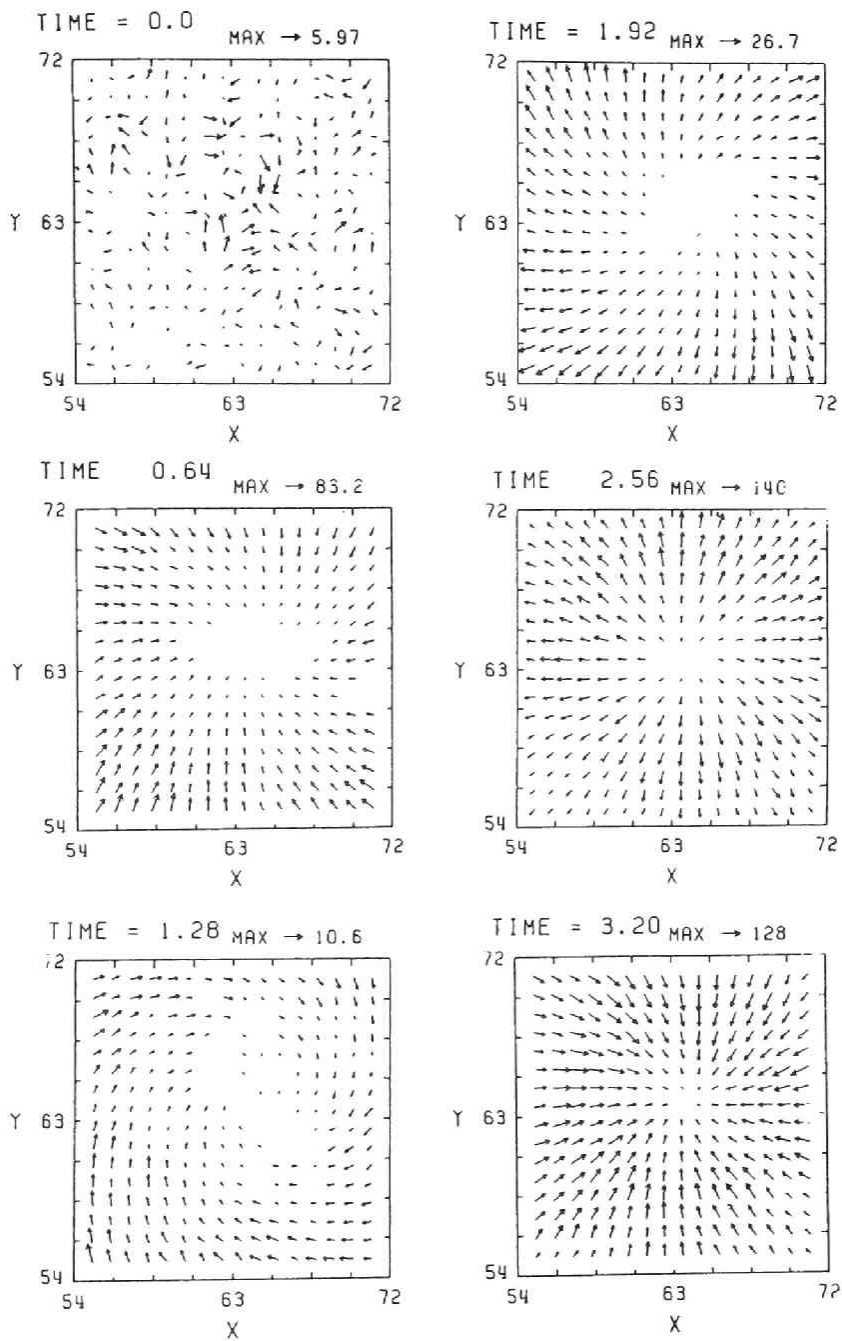 TIME = 0.0 MAX → 5.97
72
Y 63
54
54 63 72
X
TIME = 1.92 MAX → 26.7
72
Y 63
54
54 63 72
X
TIME 0.64 MAX → 83.2
72
Y 63
54
54 63 72
X
TIME 2.56 MAX → 140
72
Y 63
54
54 63 72
X
TIME = 1.28 MAX → 10.6
72
Y 63
54
54 63 72
X
TIME = 3.20 MAX → 128
72
Y 63
54
54 63 72
X